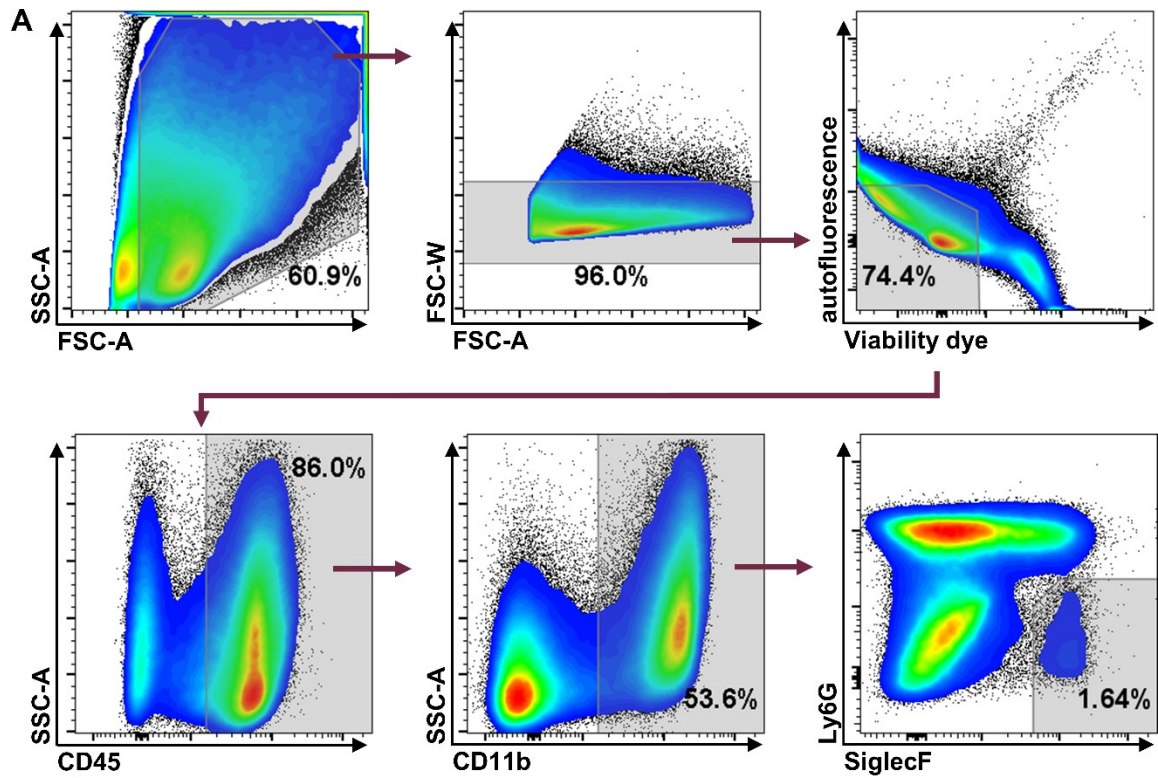 A
SSC-A
60.9%
FSC-A
FSC-W
96.0%
FSC-A
autofluorescence
74.4%
Viability dye
SSC-A
86.0%
CD45
SSC-A
53.6%
CD11b
Ly6G
1.64%
SiglecF